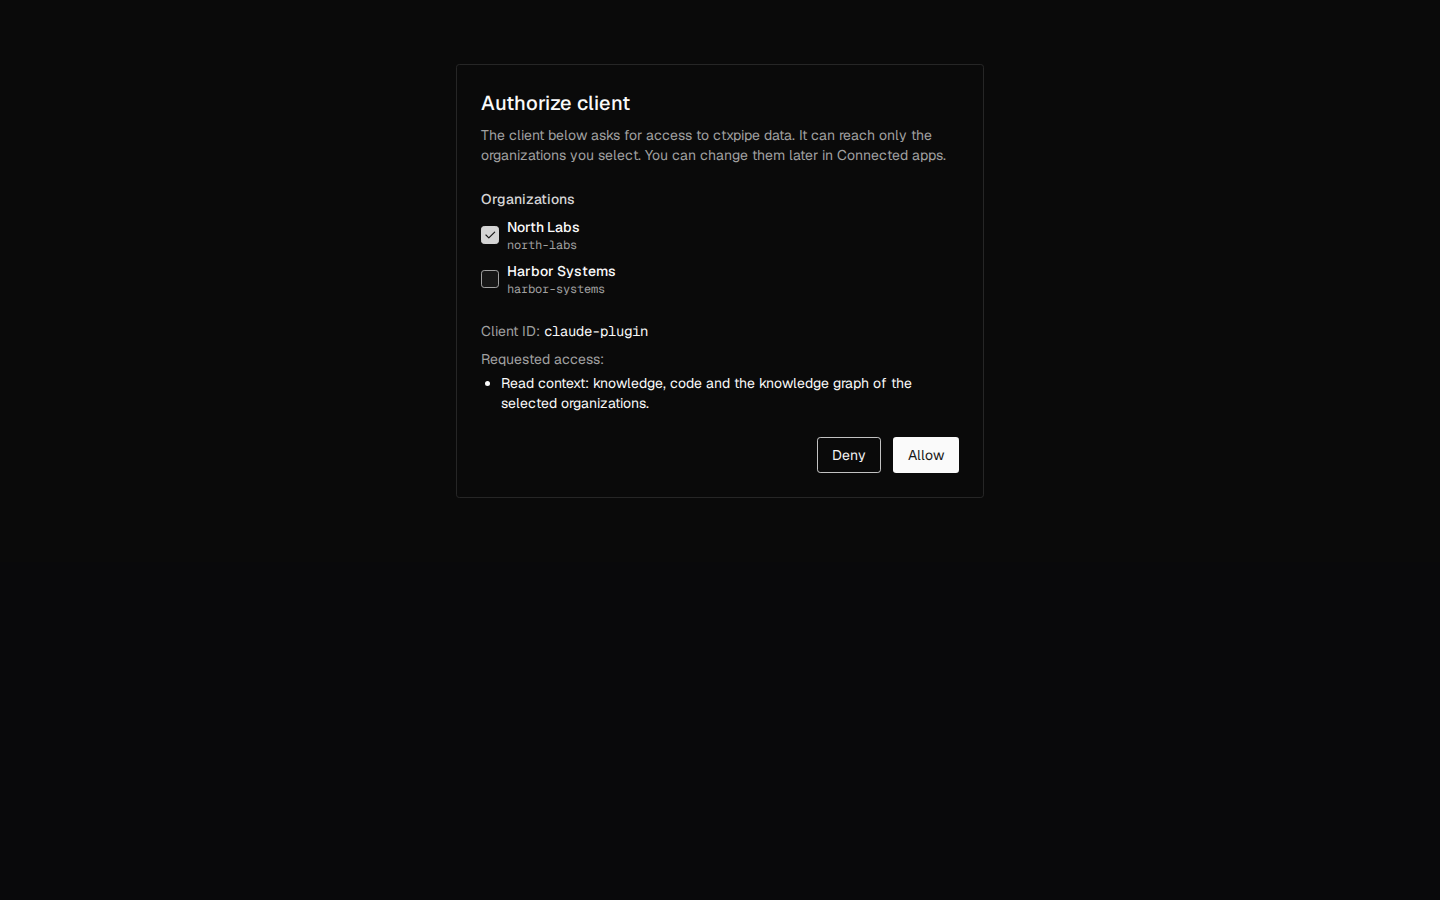 Authorize client
The client below asks for access to ctxpipe data. It can reach only the
organizations you select. You can change them later in Connected apps.
Organizations
North Labs
north-labs
Harbor Systems
harbor-systems
Client ID: claude-plugin
Requested access:
Read context: knowledge, code and the knowledge graph of the
selected organizations.
Deny Allow